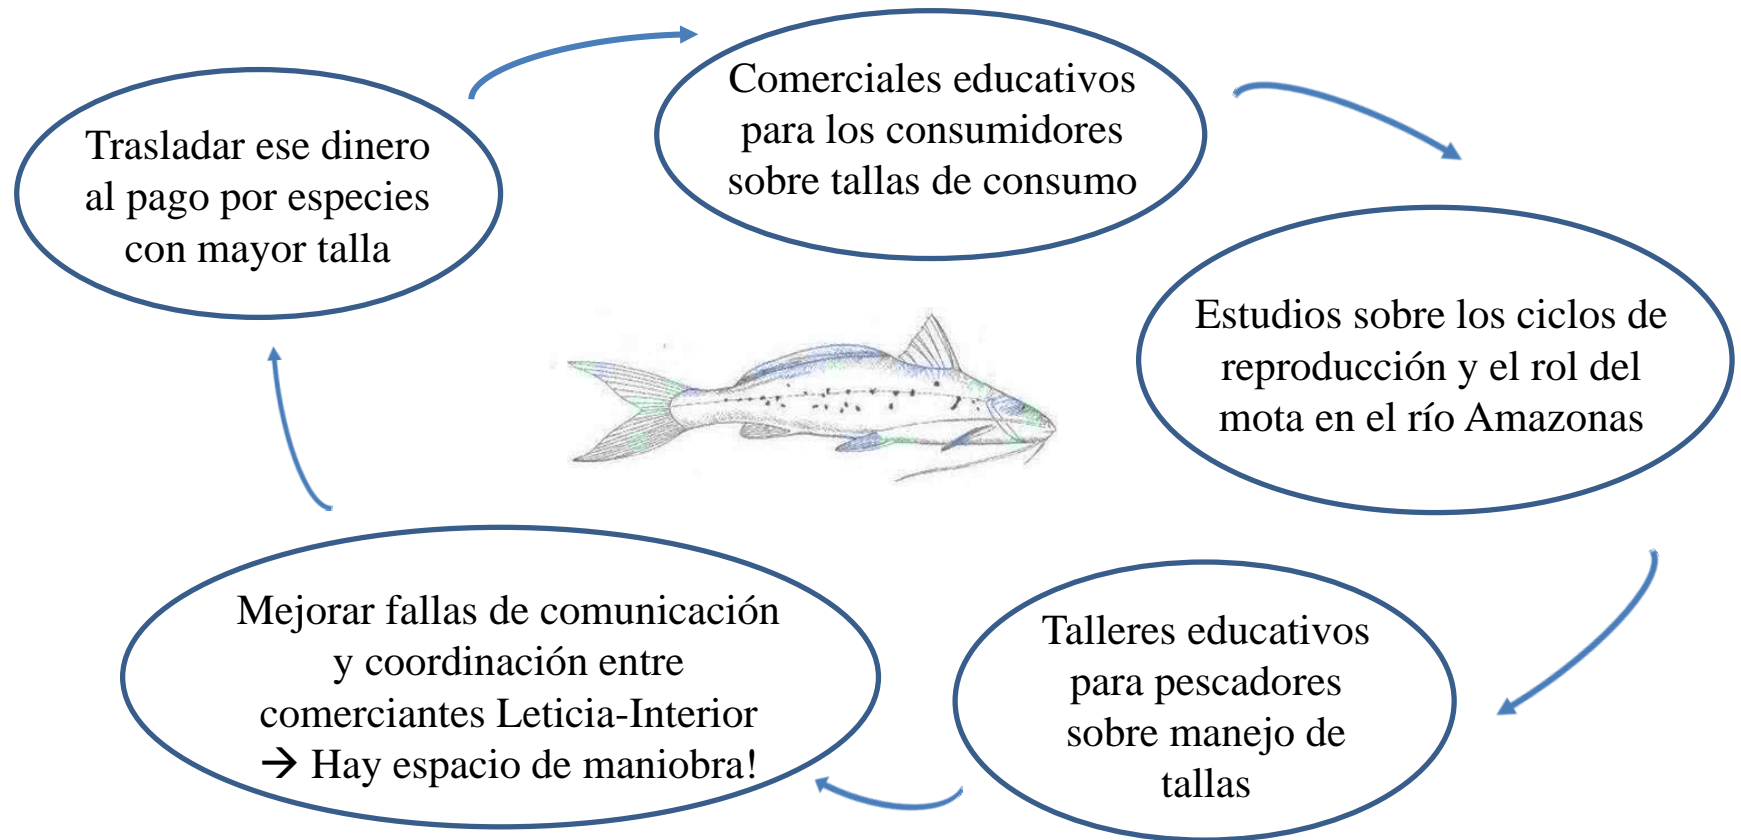 Trasladar ese dinero
al pago por especies
con mayor talla
Comerciales educativos
para los consumidores
sobre tallas de consumo
Estudios sobre los ciclos de
reproducción y el rol del
mota en el río Amazonas
Talleres educativos
para pescadores
sobre manejo de
tallas
Mejorar fallas de comunicación
y coordinación entre
comerciantes Leticia-Interior
→ Hay espacio de maniobra!